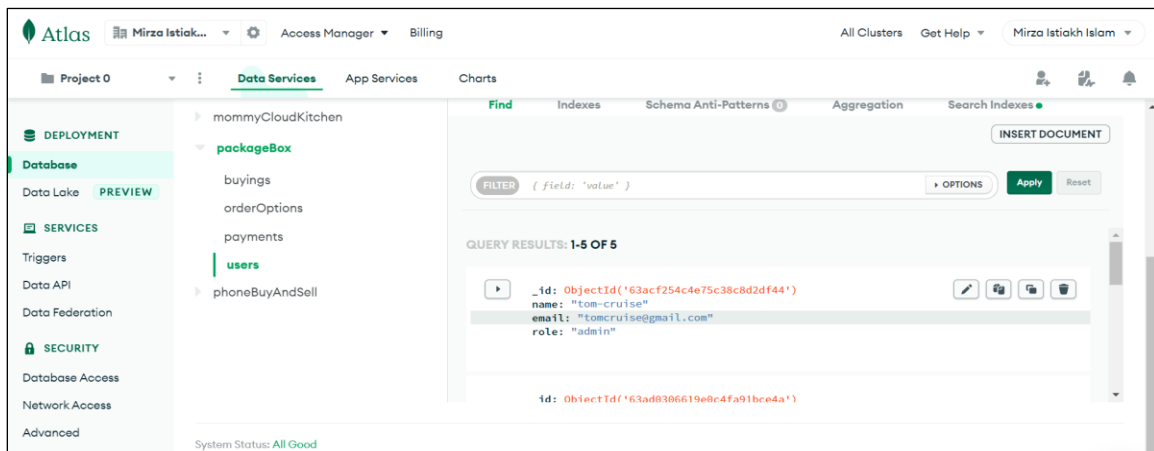 Atlas
Mirza Istiak...
Access Manager
Billing
All Clusters
Get Help
Mirza Istiakh Islam
Project 0
Data Services
App Services
Charts
DEPLOYMENT
Database
Data Lake PREVIEW
SERVICES
Triggers
Data API
Data Federation
SECURITY
Database Access
Network Access
Advanced
mommyCloudKitchen
packageBox
buyings
orderOptions
payments
users
phoneBuyAndSell
Find
Indexes
Schema Anti-Patterns 0
Aggregation
Search Indexes
INSERT DOCUMENT
FILTER { field: 'value' }
OPTIONS
Apply
Reset
QUERY RESULTS: 1-5 OF 5
_id: ObjectId('63acf254c4e75c38c8d2df44')
name: "tom-cruise"
email: "tomcruise@gmail.com"
role: "admin"
_id: ObjectId('63ad0306619e0c4fa91bce4a')
System Status: All Good